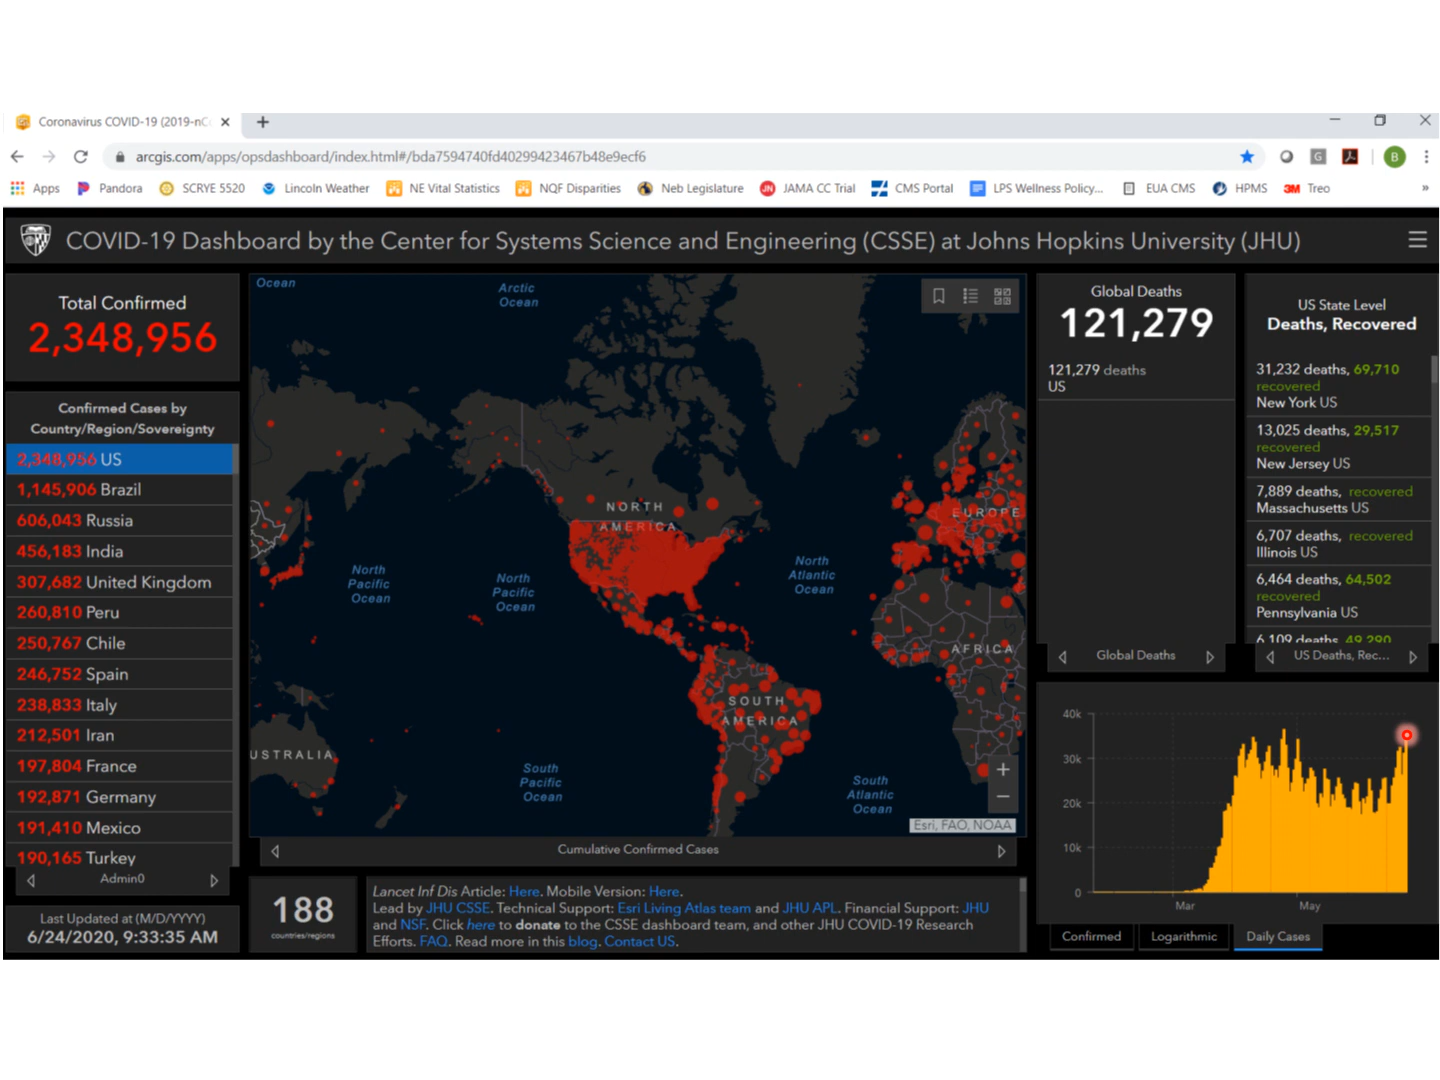 Coronavirus COVID-19 (2019-nC
arcgis.com/apps/opsdashboard/index.html#/bda7594740fd40299423467b48e9ecf6
G
B
Apps
Pandora
SCRYE 5520
Lincoln Weather
NE Vital Statistics
NQF Disparities
Neb Legislature
JN
JAMA CC Trial
CMS Portal
LPS Wellness Policy...
EUA CMS
HPMS
3M
Treo
»
COVID-19 Dashboard by the Center for Systems Science and Engineering (CSSE) at Johns Hopkins University (JHU)
Total Confirmed
2,348,956
Confirmed Cases by
Country/Region/Sovereignty
2,348,956 US
1,145,906 Brazil
606,043 Russia
456,183 India
307,682 United Kingdom
260,810 Peru
250,767 Chile
246,752 Spain
238,833 Italy
212,501 Iran
197,804 France
192,871 Germany
191,410 Mexico
190,165 Turkey
Admin0
Last Updated at (M/D/YYYY)
6/24/2020, 9:33:35 AM
Ocean
Arctic
Ocean
NORTH
AMERICA
EUROPE
North
Pacific
Ocean
North
Pacific
Ocean
North
Atlantic
Ocean
AFRICA
SOUTH
AMERICA
USTRALIA
South
Pacific
Ocean
South
Atlantic
Ocean
+
−
Esri, FAO, NOAA
Cumulative Confirmed Cases
188
countries/regions
Lancet Inf Dis Article: Here. Mobile Version: Here.
Lead by JHU CSSE. Technical Support: Esri Living Atlas team and JHU APL. Financial Support: JHU
and NSF. Click here to donate to the CSSE dashboard team, and other JHU COVID-19 Research
Efforts. FAQ. Read more in this blog. Contact US.
Global Deaths
121,279
121,279 deaths
US
Global Deaths
US State Level
Deaths, Recovered
31,232 deaths, 69,710
recovered
New York US
13,025 deaths, 29,517
recovered
New Jersey US
7,889 deaths, recovered
Massachusetts US
6,707 deaths, recovered
Illinois US
6,464 deaths, 64,502
recovered
Pennsylvania US
6,109 deaths, 49,290
US Deaths, Rec...
40k
30k
20k
10k
0
Mar
May
Confirmed
Logarithmic
Daily Cases